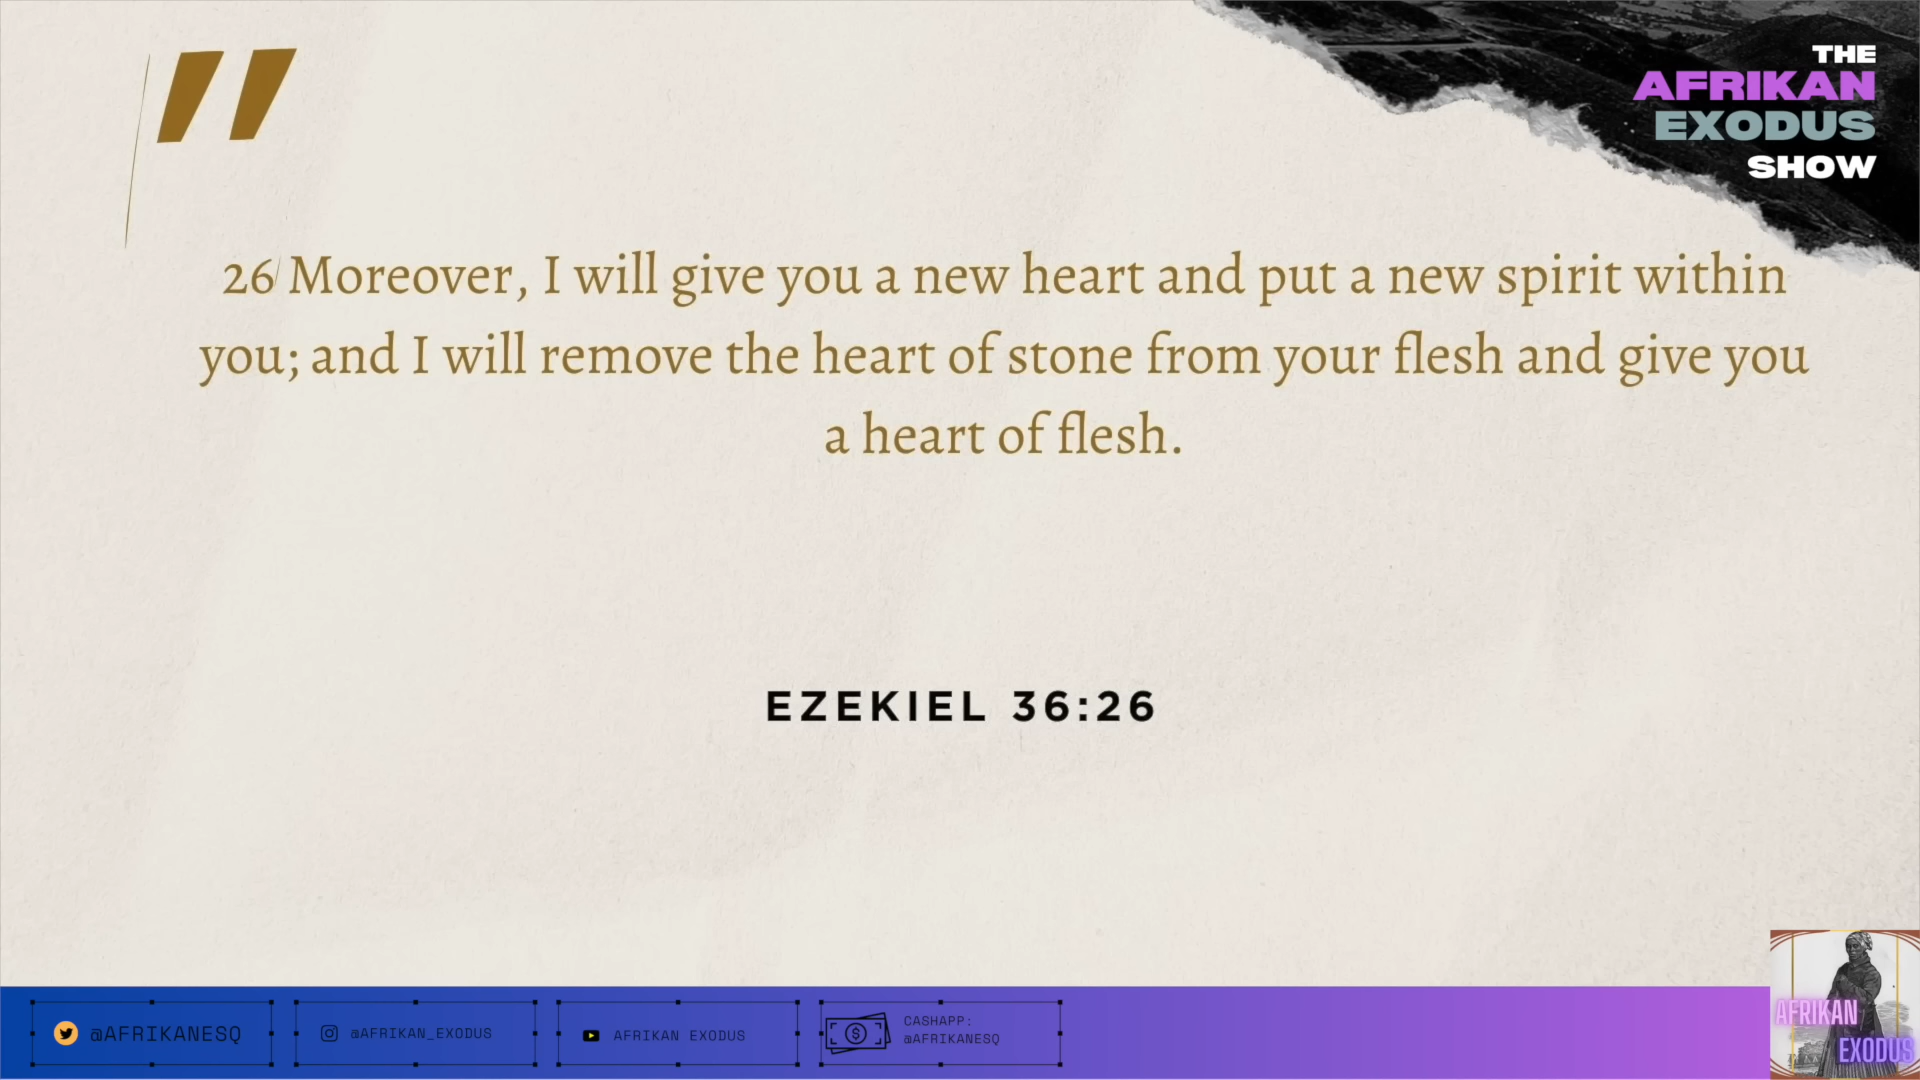 "
THE
AFRIKAN
EXODUS
SHOW
26 Moreover, I will give you a new heart and put a new spirit within
you; and I will remove the heart of stone from your flesh and give you
a heart of flesh.
EZEKIEL 36:26
@AFRIKANESQ
@AFRIKAN_EXODUS
AFRIKAN EXODUS
CASHAPP:
@AFRIKANESQ
AFRIKAN
EXODUS